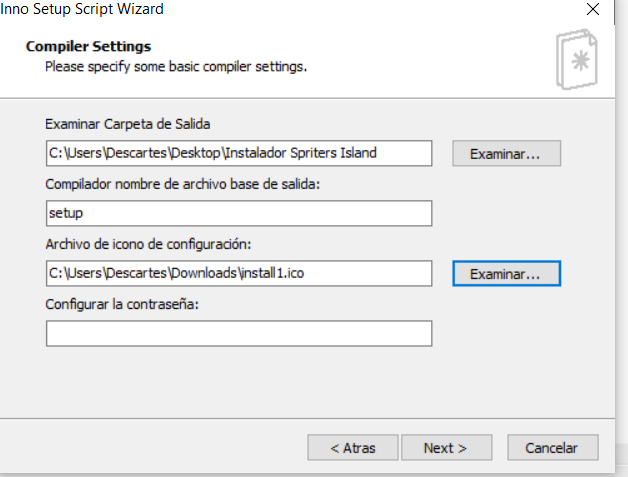 Inno Setup Script Wizard
Compiler Settings
Please specify some basic compiler settings.
Examinar Carpeta de Salida
C:\Users\Descartes\Desktop\Instalador Spriters Island
Examinar...
Compilador nombre de archivo base de salida:
setup
Archivo de icono de configuración:
C:\Users\Descartes\Downloads\install1.ico
Examinar...
Configurar la contraseña:
< Atras
Next >
Cancelar